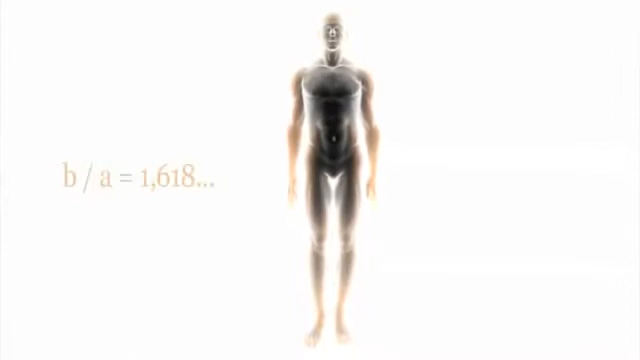 b / a = 1,618...